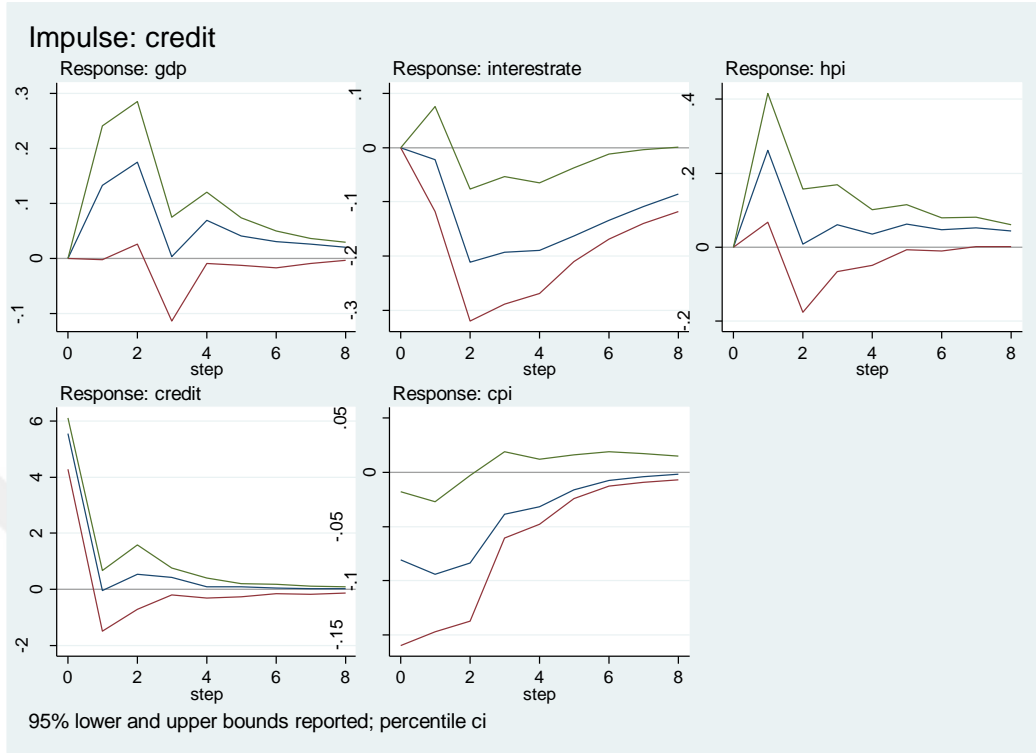 Impulse: credit
Response: gdp
.3
.2
.1
0
-.1
0 2 4 6 8
step
Response: interestrate
.1
0
-.1
-.2
-.3
0 2 4 6 8
step
Response: hpi
.4
.2
0
-.2
0 2 4 6 8
step
Response: credit
6
4
2
0
-2
0 2 4 6 8
step
Response: cpi
.05
0
-.05
-.1
-.15
0 2 4 6 8
step
95% lower and upper bounds reported; percentile ci